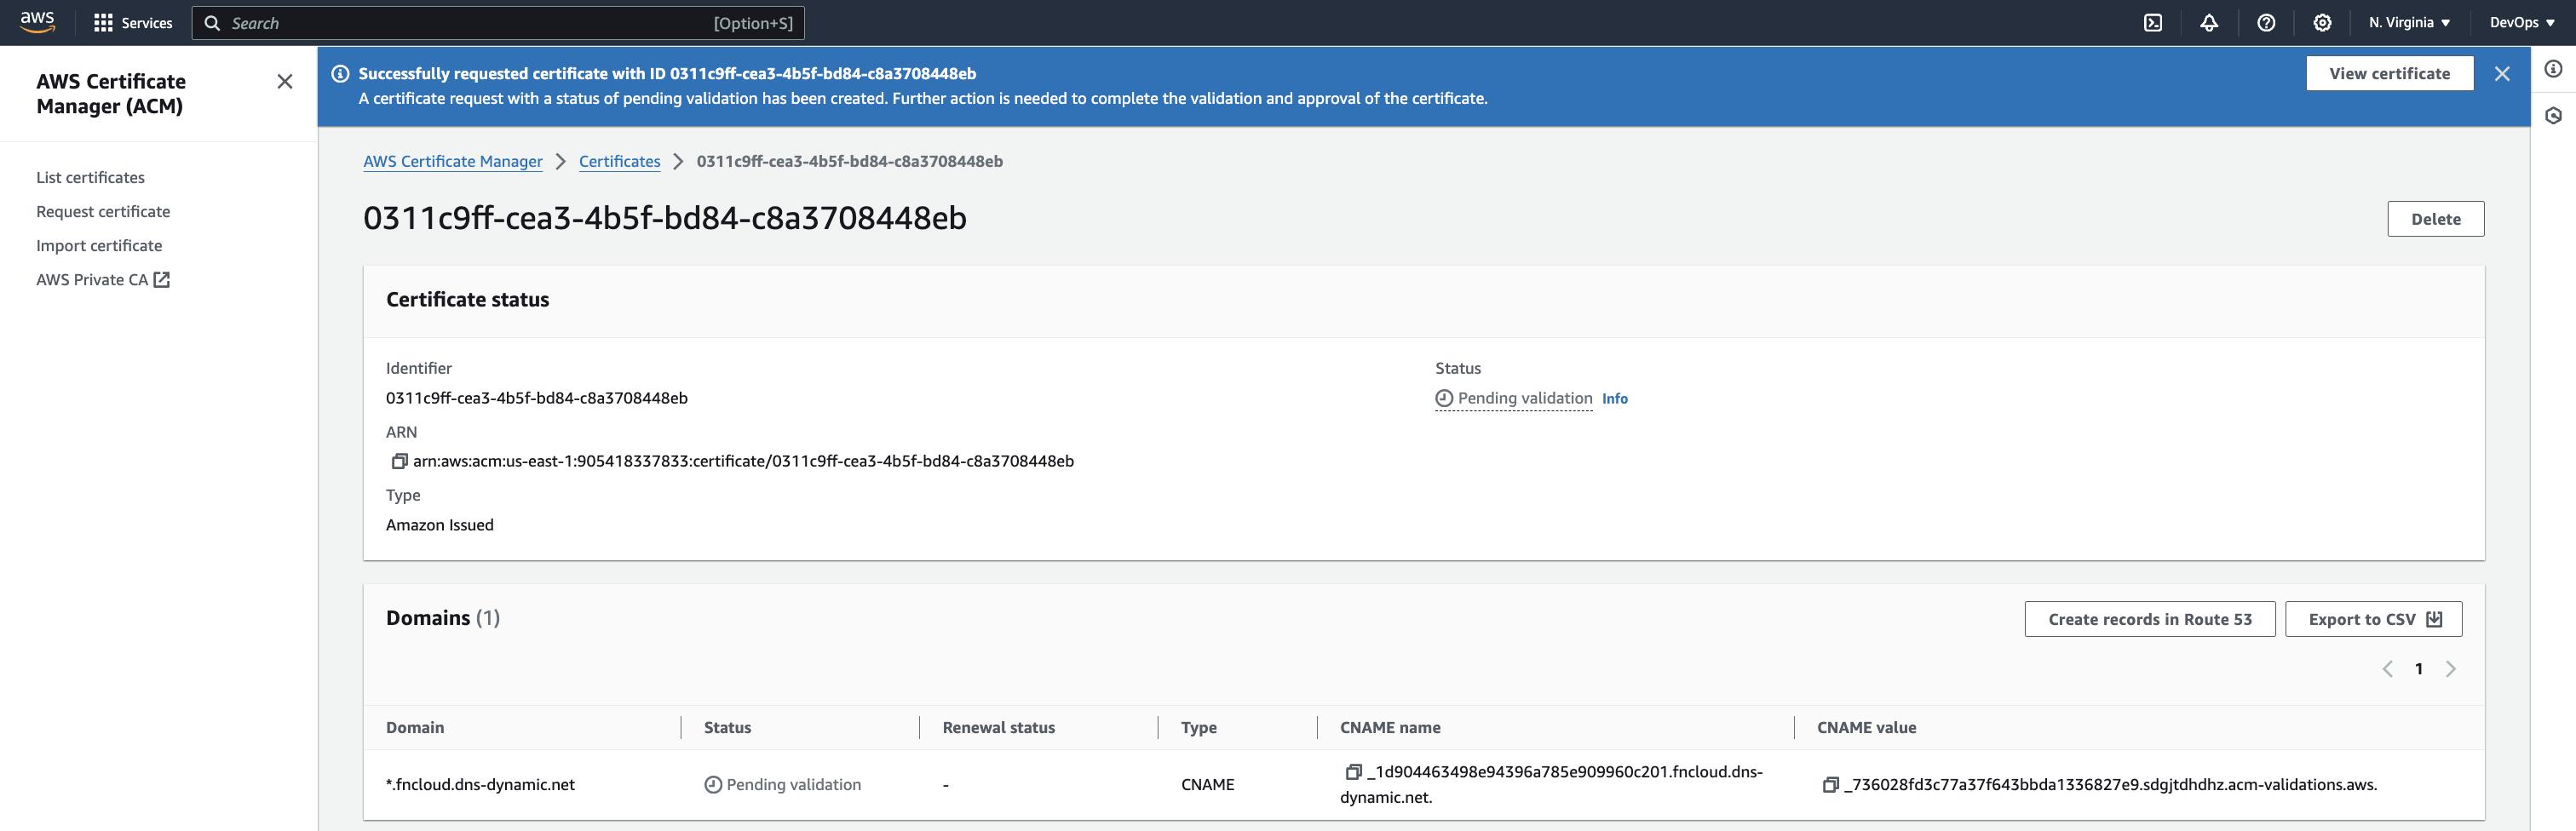 aws
Services
Search
[Option+S]
N. Virginia
DevOps
AWS Certificate
Manager (ACM)
List certificates
Request certificate
Import certificate
AWS Private CA
Successfully requested certificate with ID 0311c9ff-cea3-4b5f-bd84-c8a3708448eb
A certificate request with a status of pending validation has been created. Further action is needed to complete the validation and approval of the certificate.
View certificate
AWS Certificate Manager > Certificates > 0311c9ff-cea3-4b5f-bd84-c8a3708448eb
0311c9ff-cea3-4b5f-bd84-c8a3708448eb
Delete
Certificate status
Identifier
0311c9ff-cea3-4b5f-bd84-c8a3708448eb
ARN
arn:aws:acm:us-east-1:905418337833:certificate/0311c9ff-cea3-4b5f-bd84-c8a3708448eb
Type
Amazon Issued
Status
Pending validation Info
Domains (1)
Create records in Route 53
Export to CSV
1
Domain Status Renewal status Type CNAME name CNAME value
*.fncloud.dns-dynamic.net Pending validation - CNAME
_1d904463498e94396a785e909960c201.fncloud.dns-
dynamic.net.
_736028fd3c77a37f643bbda1336827e9.sdgjtdhdhz.acm-validations.aws.